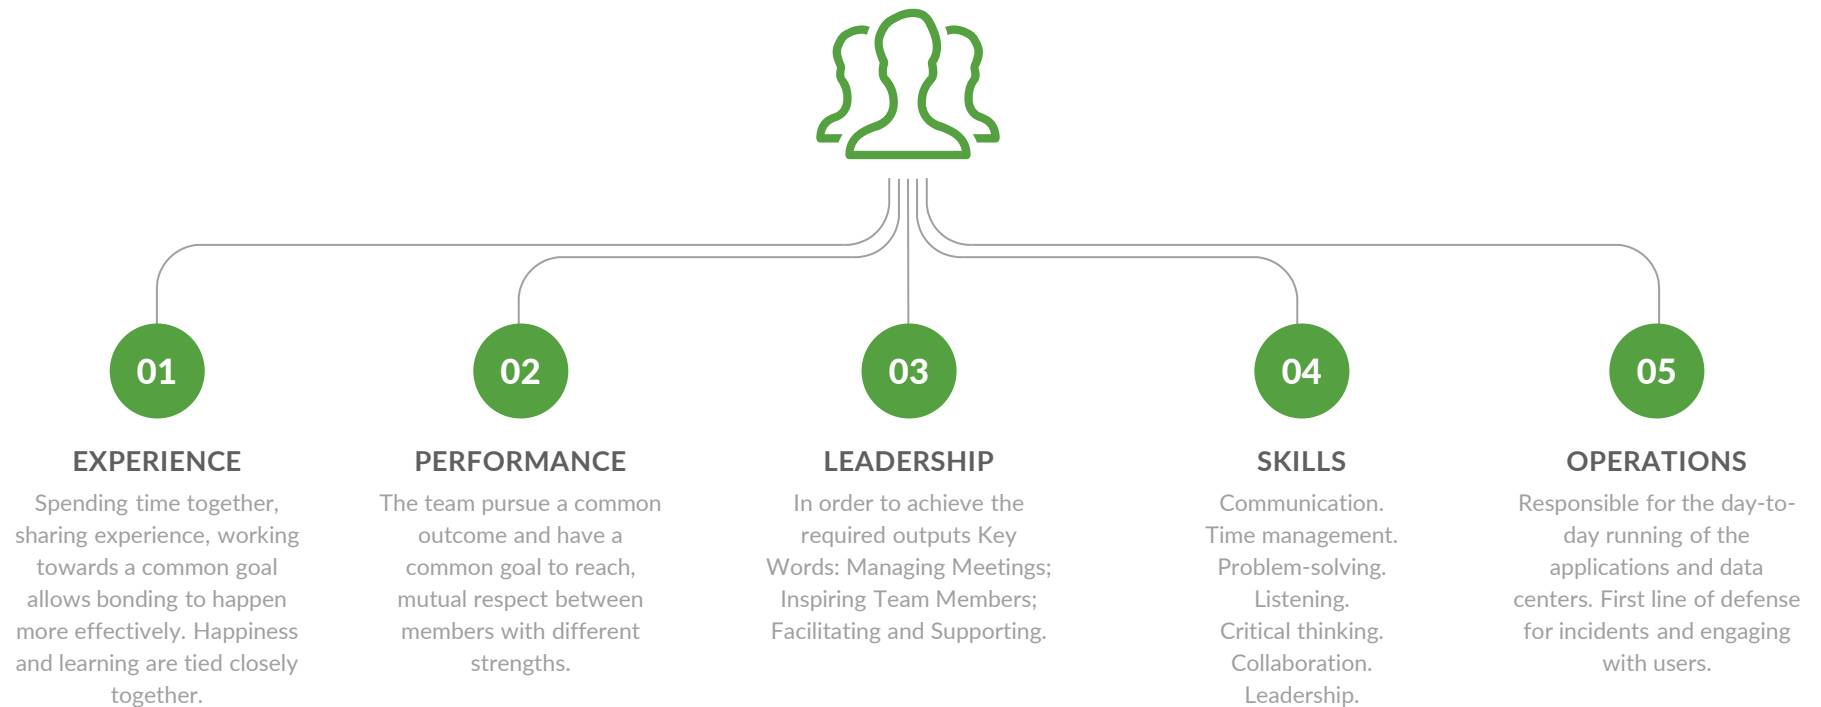 01
EXPERIENCE
Spending time together,
sharing experience, working
towards a common goal
allows bonding to happen
more effectively. Happiness
and learning are tied closely
together.
02
PERFORMANCE
The team pursue a common
outcome and have a
common goal to reach,
mutual respect between
members with different
strengths.
03
LEADERSHIP
In order to achieve the
required outputs Key
Words: Managing Meetings;
Inspiring Team Members;
Facilitating and Supporting.
04
SKILLS
Communication.
Time management.
Problem-solving.
Listening.
Critical thinking.
Collaboration.
Leadership.
05
OPERATIONS
Responsible for the day-to-
day running of the
applications and data
centers. First line of defense
for incidents and engaging
with users.